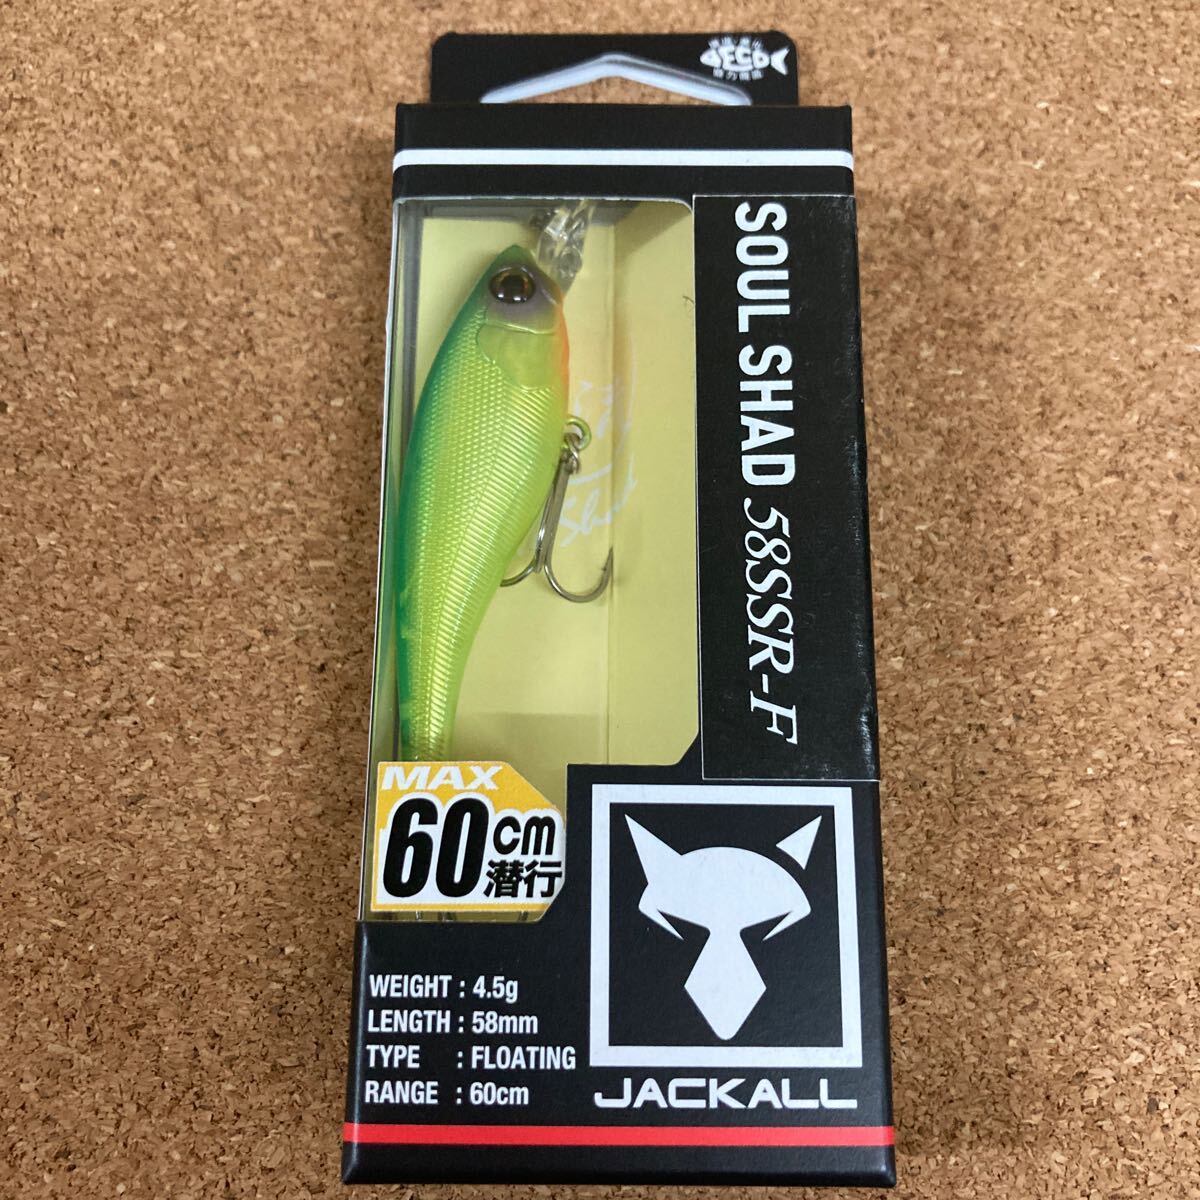 SOUL SHAD 58SSR-F
MAX
60cm
潜行
WEIGHT : 4.5g
LENGTH : 58mm
TYPE : FLOATING
RANGE : 60cm
JACKALL